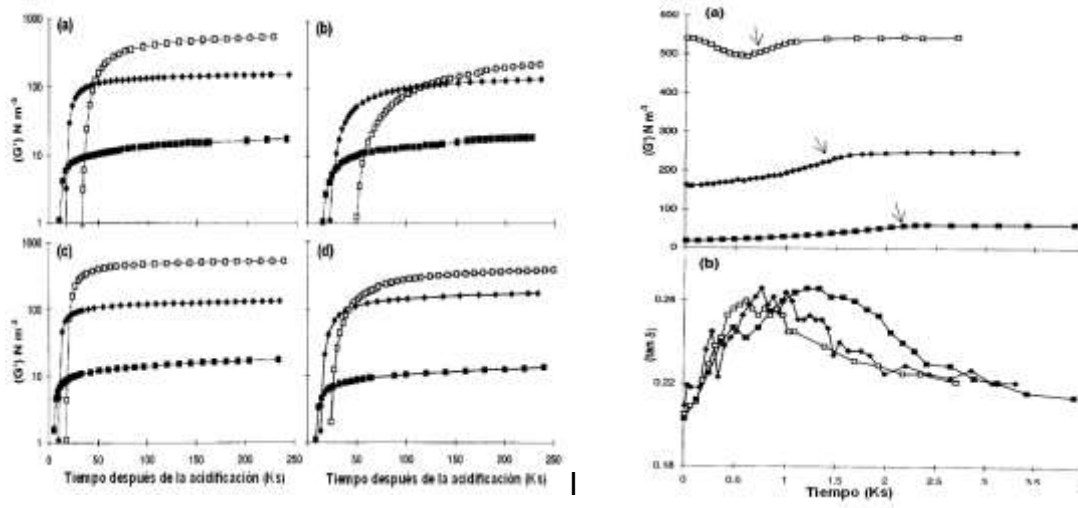 (a)
(b)
1000
100
10
1
(G') N m⁻²
(c)
(d)
1000
100
10
1
(G') N m⁻²
50 100 150 200 250
0 50 100 150 200 250
Tiempo después de la acidificación (Ks)
Tiempo después de la acidificación (Ks)
(a)
600
500
400
300
100
0
(G') N m⁻²
(b)
0.26
0.22
0.18
(tan δ)
0 0.5 1 1.5 2 2.5 3 3.5
Tiempo (Ks)